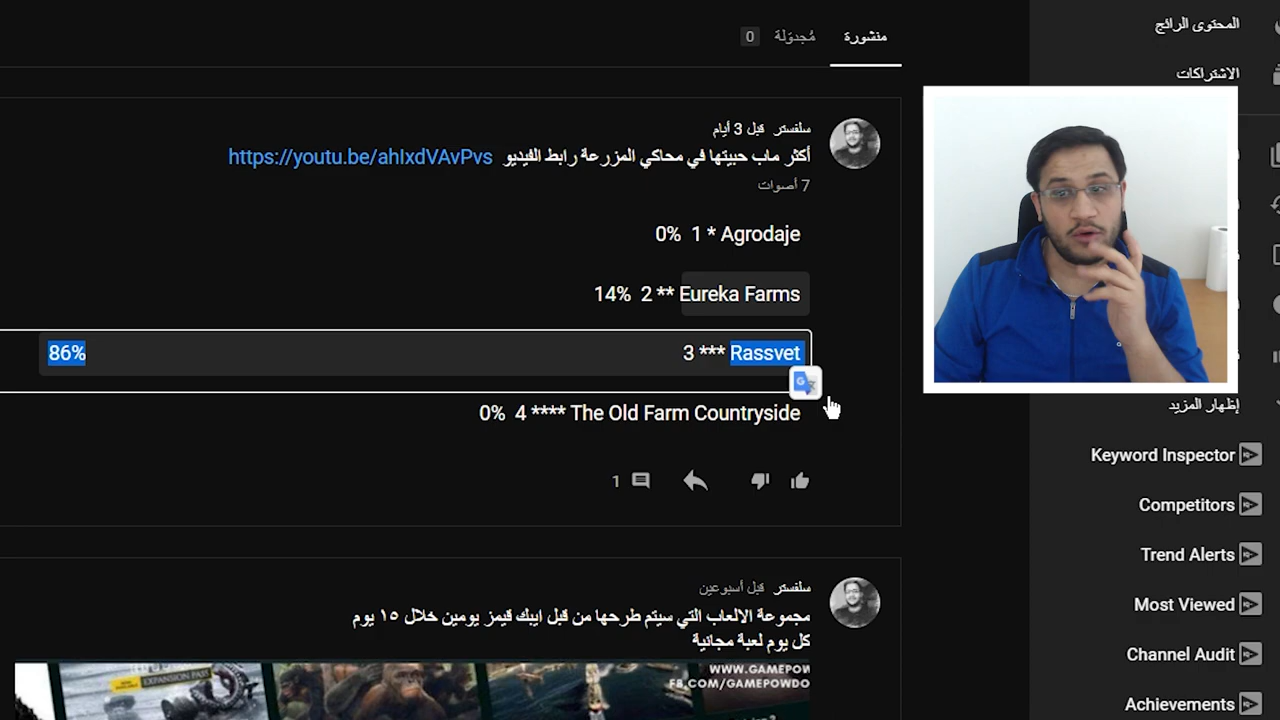 منشورة
مُجدوَلة 0
سلفستر قبل 3 أيام
أكثر ماب حبيتها في محاكي المزرعة رابط الفيديو https://youtu.be/ahIxdVAvPvs
7 أصوات
0% 1 * Agrodaje
14% 2 ** Eureka Farms
86% 3 *** Rassvet
0% 4 **** The Old Farm Countryside
1
سلفستر قبل أسبوعين
مجموعة الالعاب التي سيتم طرحها من قبل ايبك قيمز يومين خلال ١٥ يوم
كل يوم لعبة مجانية
EXPANSION PASS
WWW.GAMEPOW
FB.COM/GAMEPOWDO
المحتوى الرائج
الاشتراكات
إظهار المزيد
Keyword Inspector
Competitors
Trend Alerts
Most Viewed
Channel Audit
Achievements